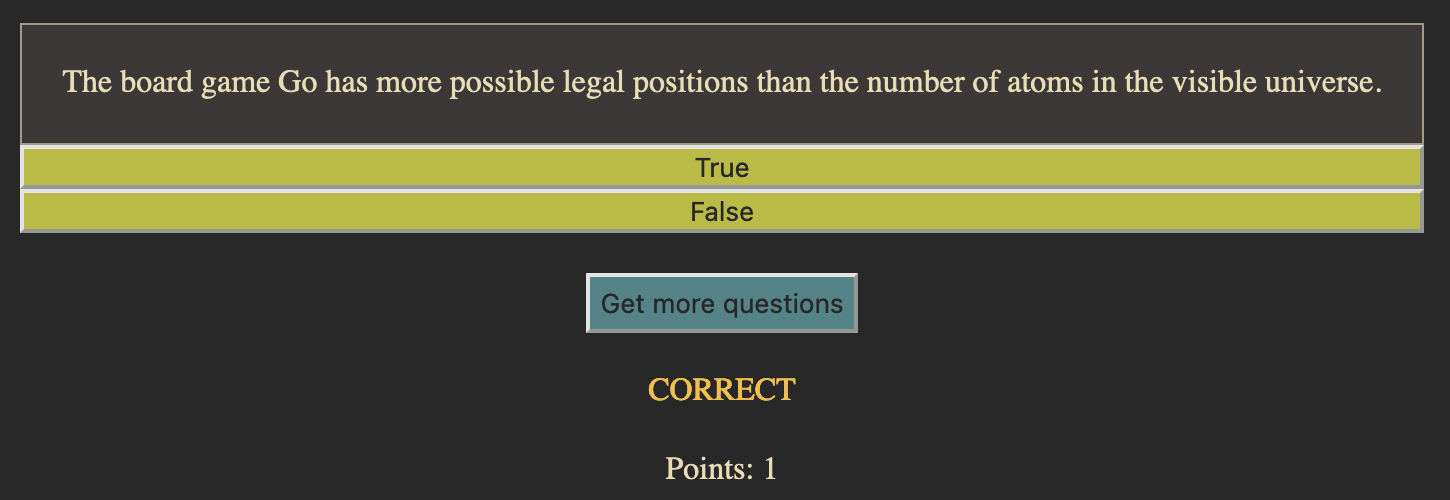 The board game Go has more possible legal positions than the number of atoms in the visible universe.
True
False
Get more questions
CORRECT
Points: 1